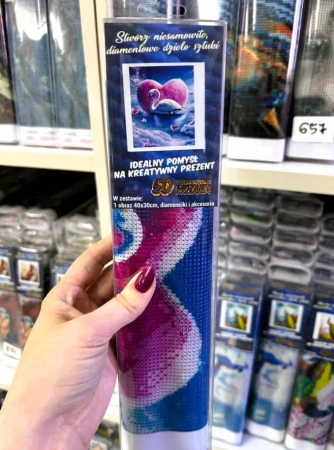 Stwórz niesamowite,
diamentowe dzieło sztuki
IDEALNY POMYSŁ
NA KREATYWNY PREZENT
5D
W zestawie:
1 obraz 40x30cm, diamenciki i akcesoria
657